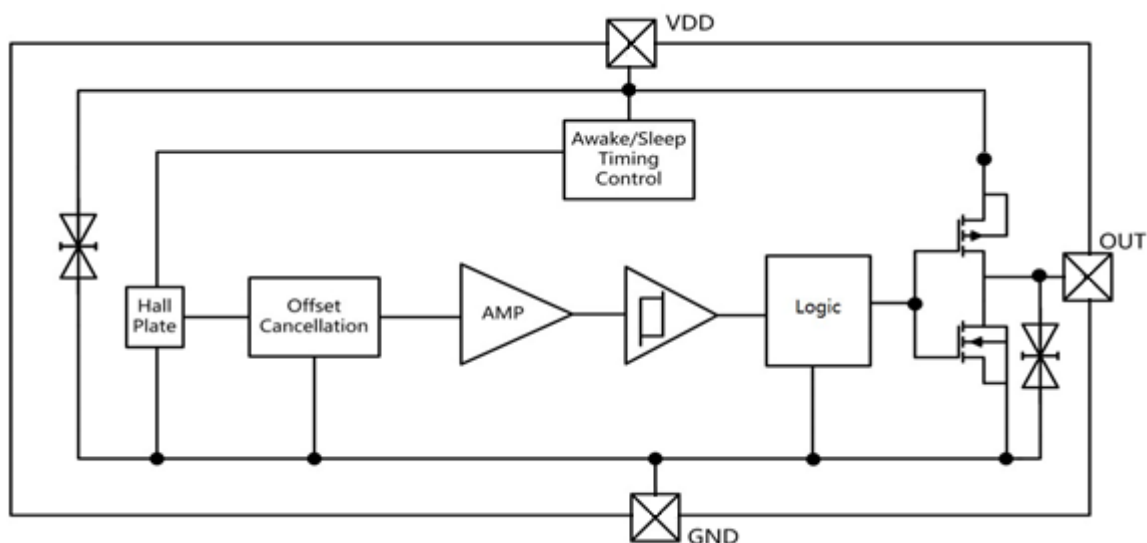 VDD
Awake/Sleep
Timing
Control
OUT
Hall
Plate
Offset
Cancellation
AMP
Logic
GND